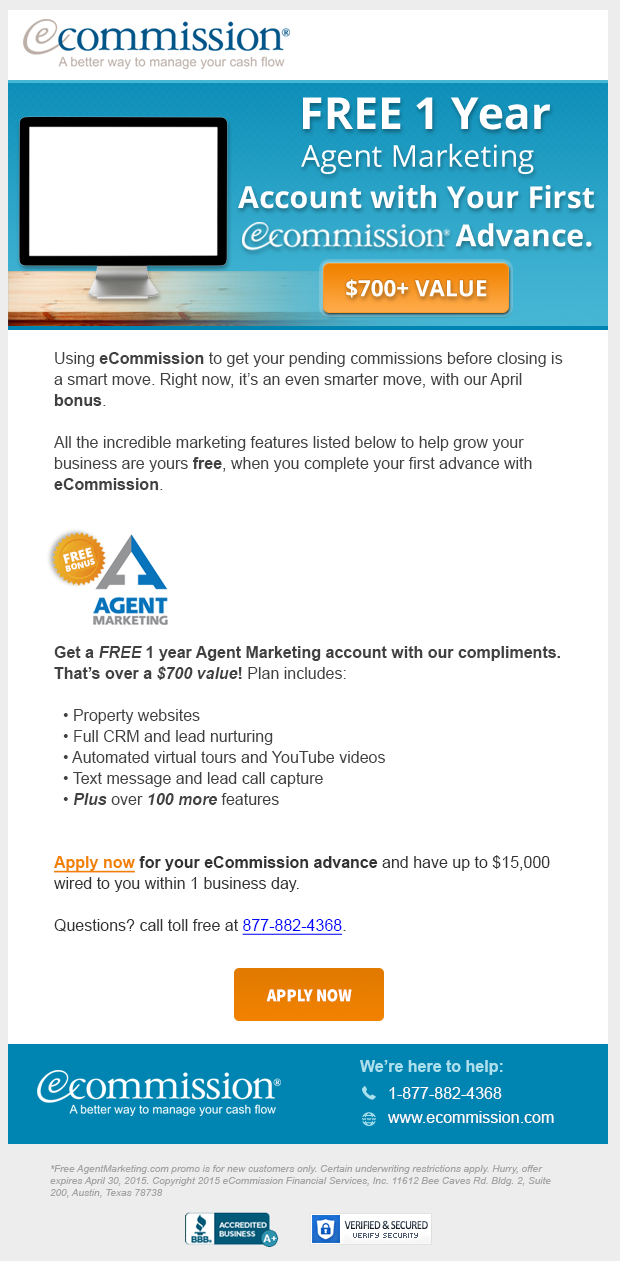 ecommission®
A better way to manage your cash flow
FREE 1 Year
Agent Marketing
Account with Your First
ecommission® Advance.
$700+ VALUE
Using eCommission to get your pending commissions before closing is
a smart move. Right now, it’s an even smarter move, with our April
bonus.
All the incredible marketing features listed below to help grow your
business are yours free, when you complete your first advance with
eCommission.
FREE
BONUS
AGENT
MARKETING
Get a FREE 1 year Agent Marketing account with our compliments.
That’s over a $700 value! Plan includes:
• Property websites
• Full CRM and lead nurturing
• Automated virtual tours and YouTube videos
• Text message and lead call capture
• Plus over 100 more features
Apply now for your eCommission advance and have up to $15,000
wired to you within 1 business day.
Questions? call toll free at 877-882-4368.
APPLY NOW
ecommission®
A better way to manage your cash flow
We’re here to help:
1-877-882-4368
www.ecommission.com
*Free AgentMarketing.com promo is for new customers only. Certain underwriting restrictions apply. Hurry, offer
expires April 30, 2015. Copyright 2015 eCommission Financial Services, Inc. 11612 Bee Caves Rd. Bldg. 2, Suite
200, Austin, Texas 78738
BBB.
ACCREDITED
BUSINESS
A+
VERIFIED & SECURED
VERIFY SECURITY